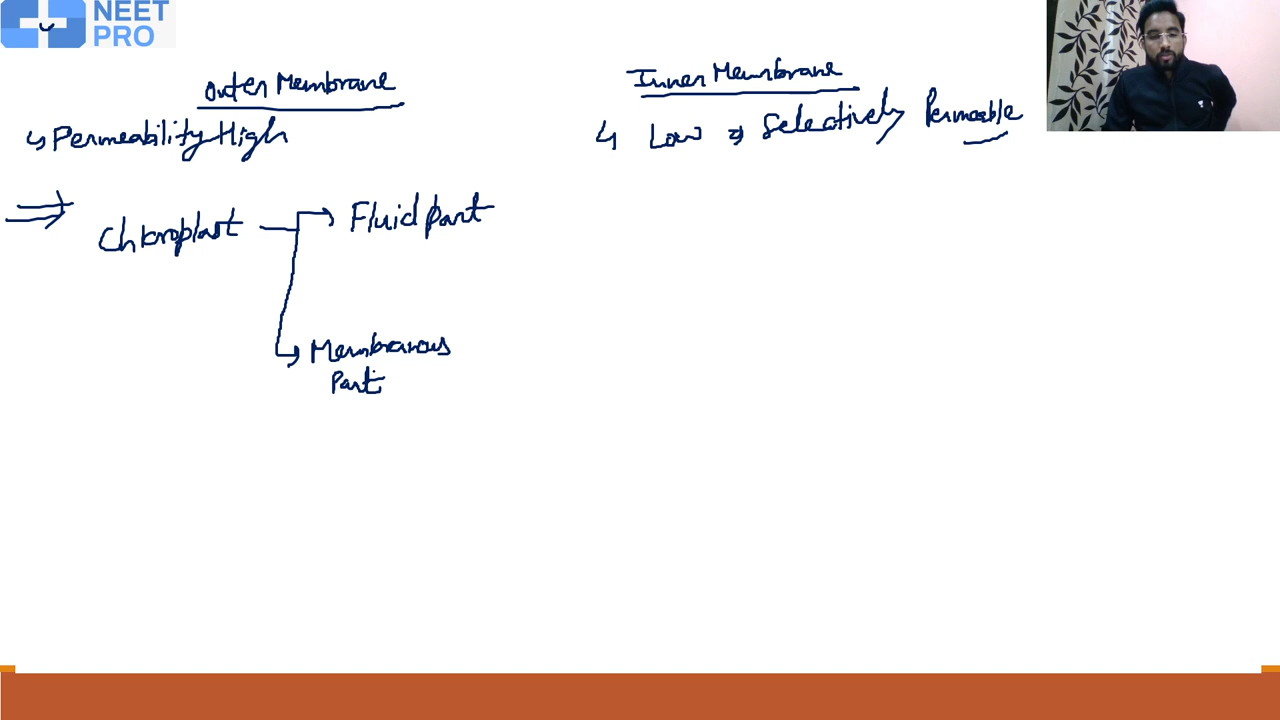 NEET
PRO
Outer Membrane
↳ Permeability High
Inner Membrane
↳ Low ⇒ Selectively Permeable
⇒ Chloroplast → Fluid part
↳ Membranous
Part